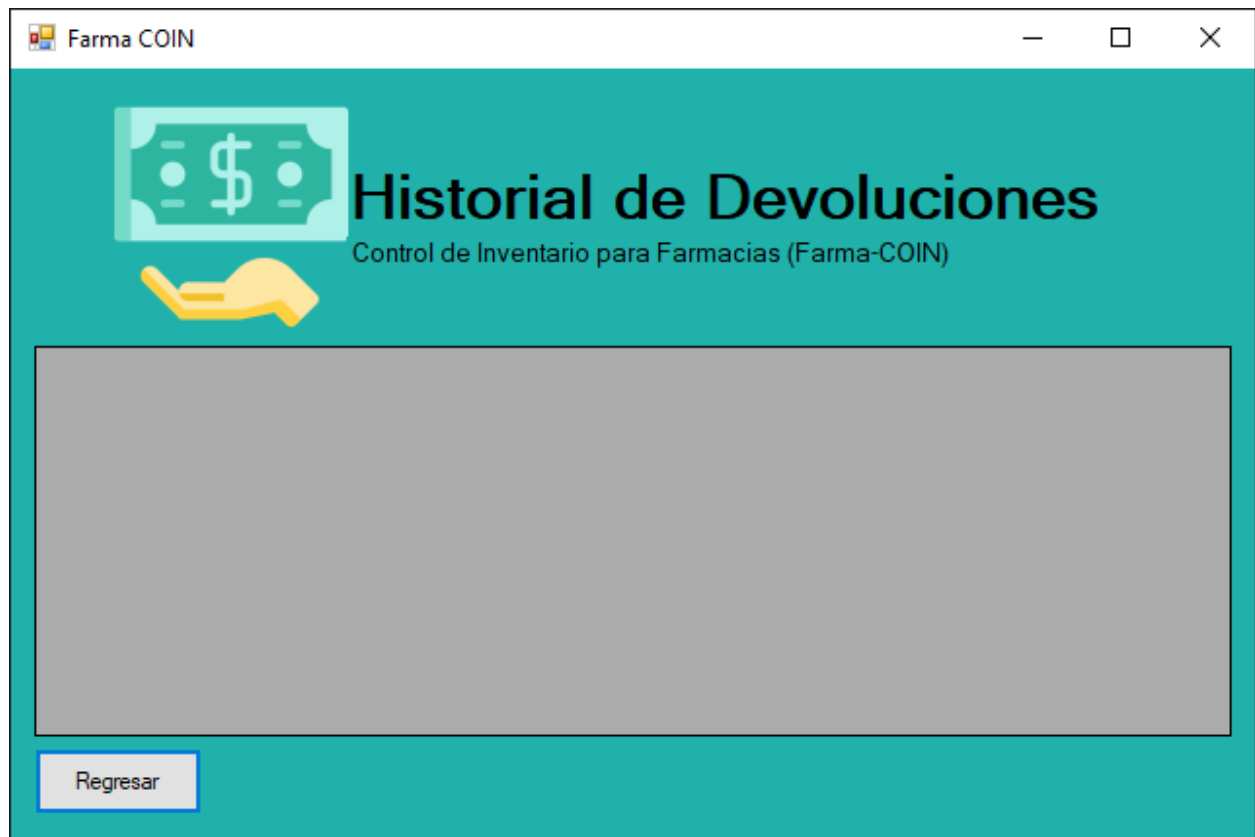 Farma COIN
$
Historial de Devoluciones
Control de Inventario para Farmacias (Farma-COIN)
Regresar